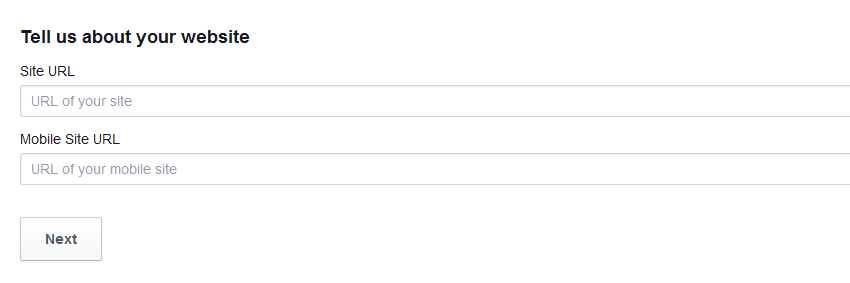 Tell us about your website
Site URL
URL of your site
Mobile Site URL
URL of your mobile site
Next